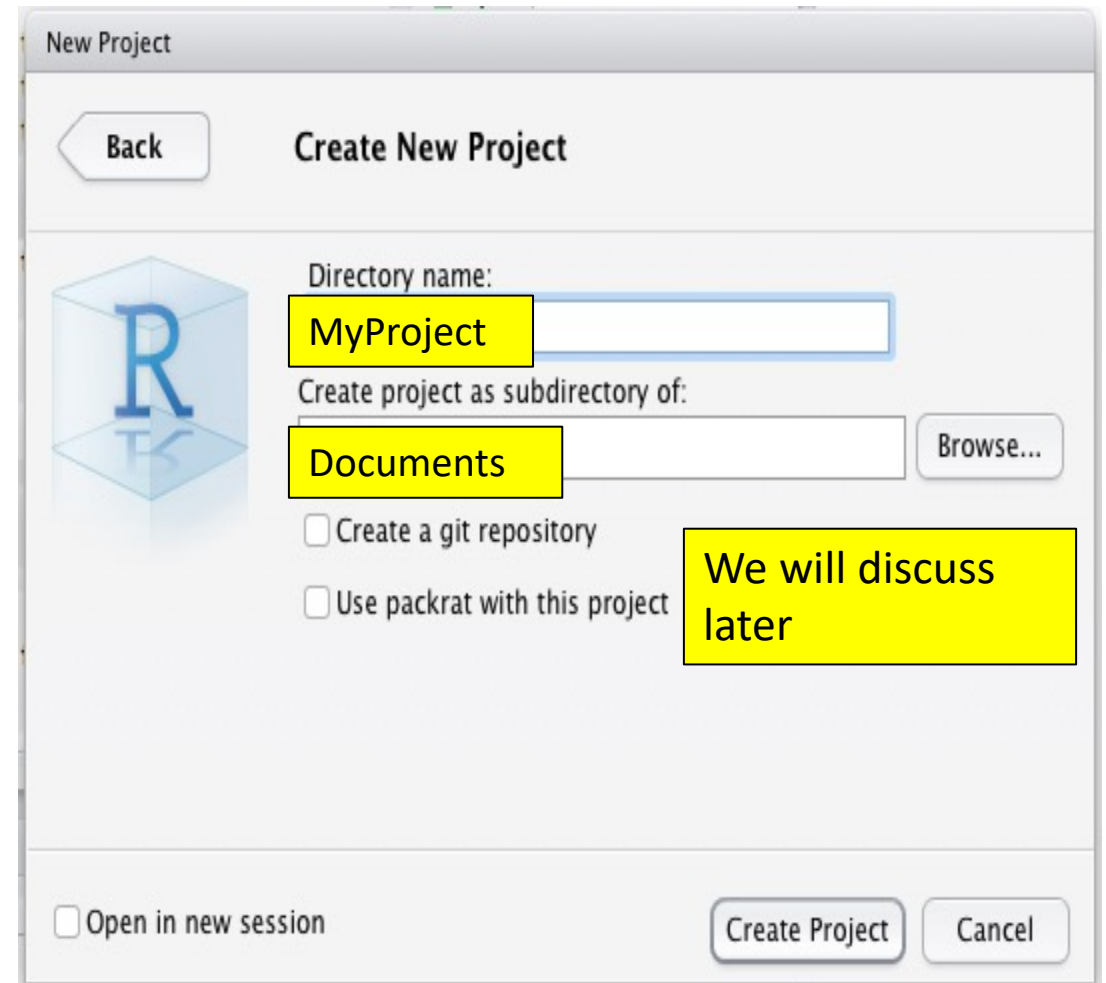 New Project
Back
Create New Project
R
Directory name:
MyProject
Create project as subdirectory of:
Documents
Browse...
Create a git repository
Use packrat with this project
We will discuss
later
Open in new session
Create Project
Cancel